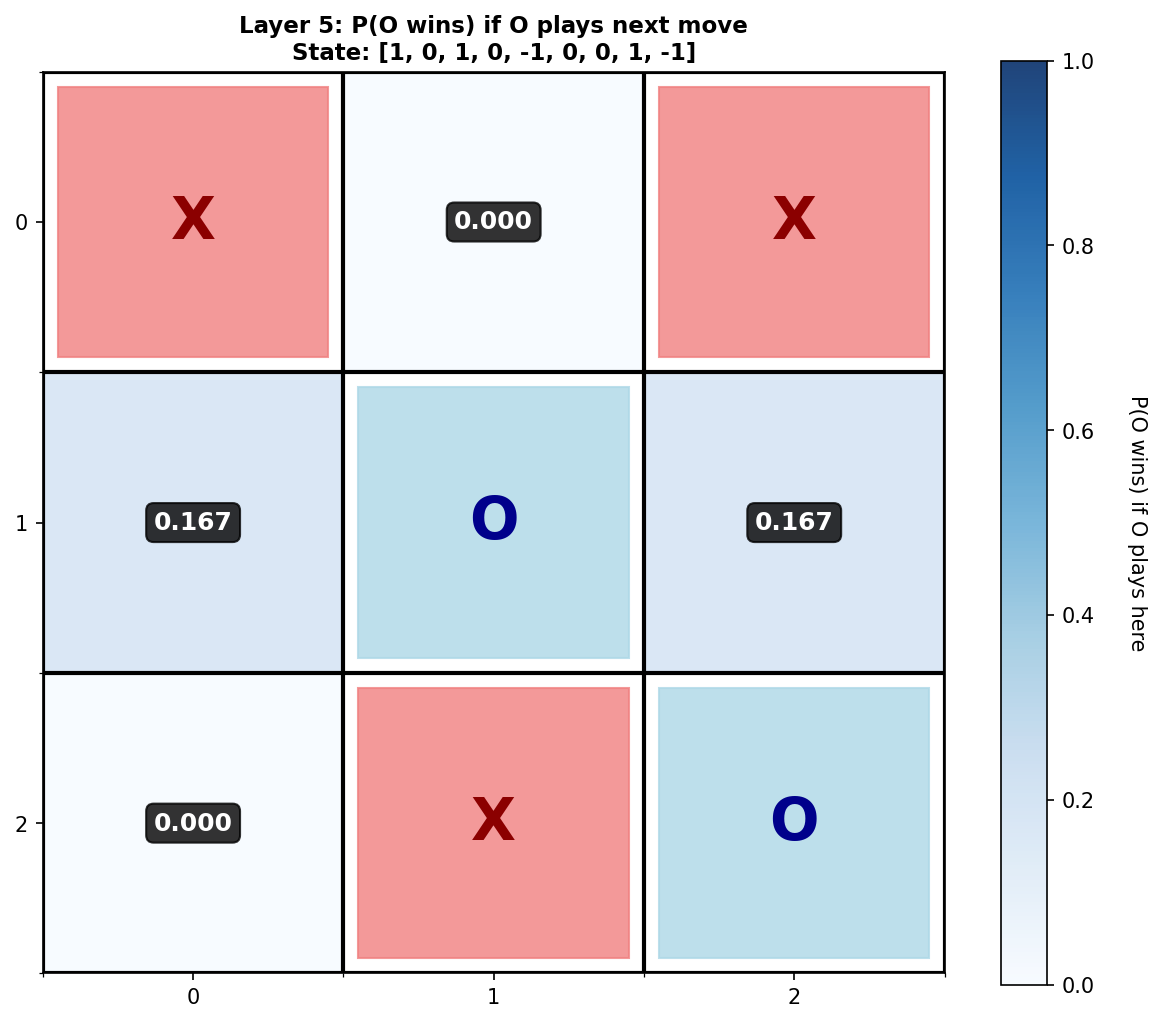 Layer 5: P(O wins) if O plays next move
State: [1, 0, 1, 0, -1, 0, 0, 1, -1]
X
0.000
X
0.167
O
0.167
0.000
X
O
0
1
2
0
1
2
1.0
0.8
0.6
0.4
0.2
0.0
P(O wins) if O plays here